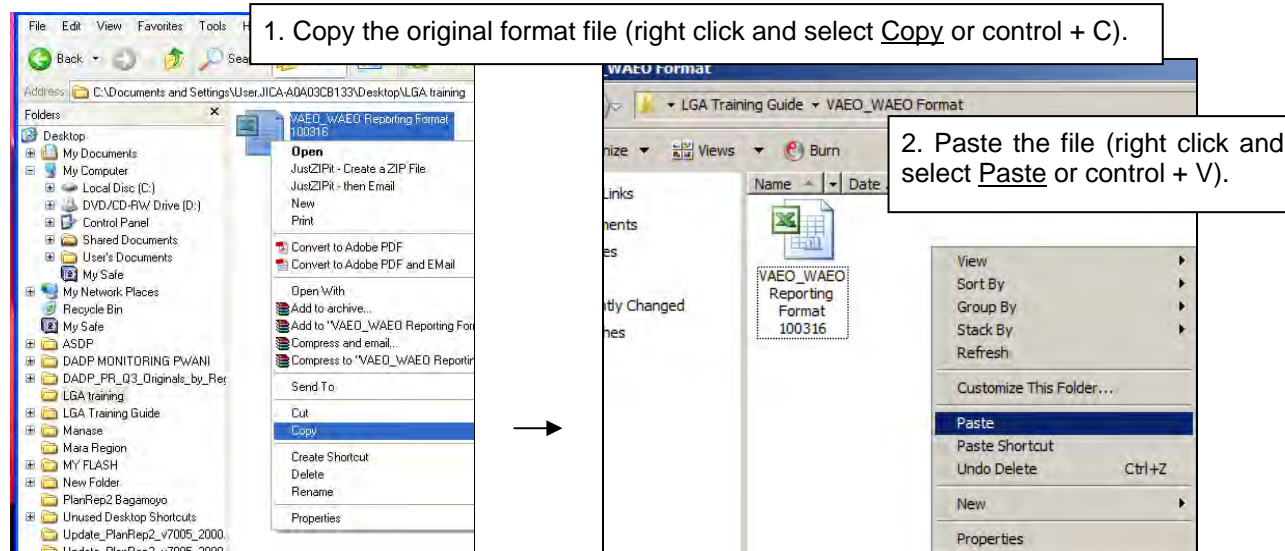 1. Copy the original format file (right click and select Copy or control + C).
File Edit View Favorites Tools
Back
Address C:\Documents and Settings\User.JICA-A0A03CB133\Desktop\LGA training
Folders
Desktop
My Documents
My Computer
Local Disc (C:)
DVD/CD-RW Drive (D:)
Control Panel
Shared Documents
User's Documents
My Safe
My Network Places
Recycle Bin
My Safe
ASDP
DADP MONITORING PWANI
DADP_PR_Q3_Originals_by_Reg
LGA training
LGA Training Guide
Manase
Mara Region
MY FLASH
New Folder
PlanRep2 Bagamoyo
Unused Desktop Shortcuts
Update_PlanRep2_v7005_2000.
Update_PlanRep2_v7005_2000
VAEO_WAEO Reporting Format
100316
Open
JustZIPit - Create a ZIP File
JustZIPit - then Email
New
Print
Convert to Adobe PDF
Convert to Adobe PDF and EMail
Open With
Add to archive...
Add to "VAEO_WAEO Reporting For
Compress and email...
Compress to "VAEO_WAEO Reportin
Send To
Cut
Copy
Create Shortcut
Delete
Rename
Properties
2. Paste the file (right click and
select Paste or control + V).
_WAEO Format
LGA Training Guide VAEO_WAEO Format
nize Views Burn
Links
ments
es
tly Changed
hes
Name Date
VAEO_WAEO
Reporting
Format
100316
View
Sort By
Group By
Stack By
Refresh
Customize This Folder...
Paste
Paste Shortcut
Undo Delete Ctrl+Z
New
Properties